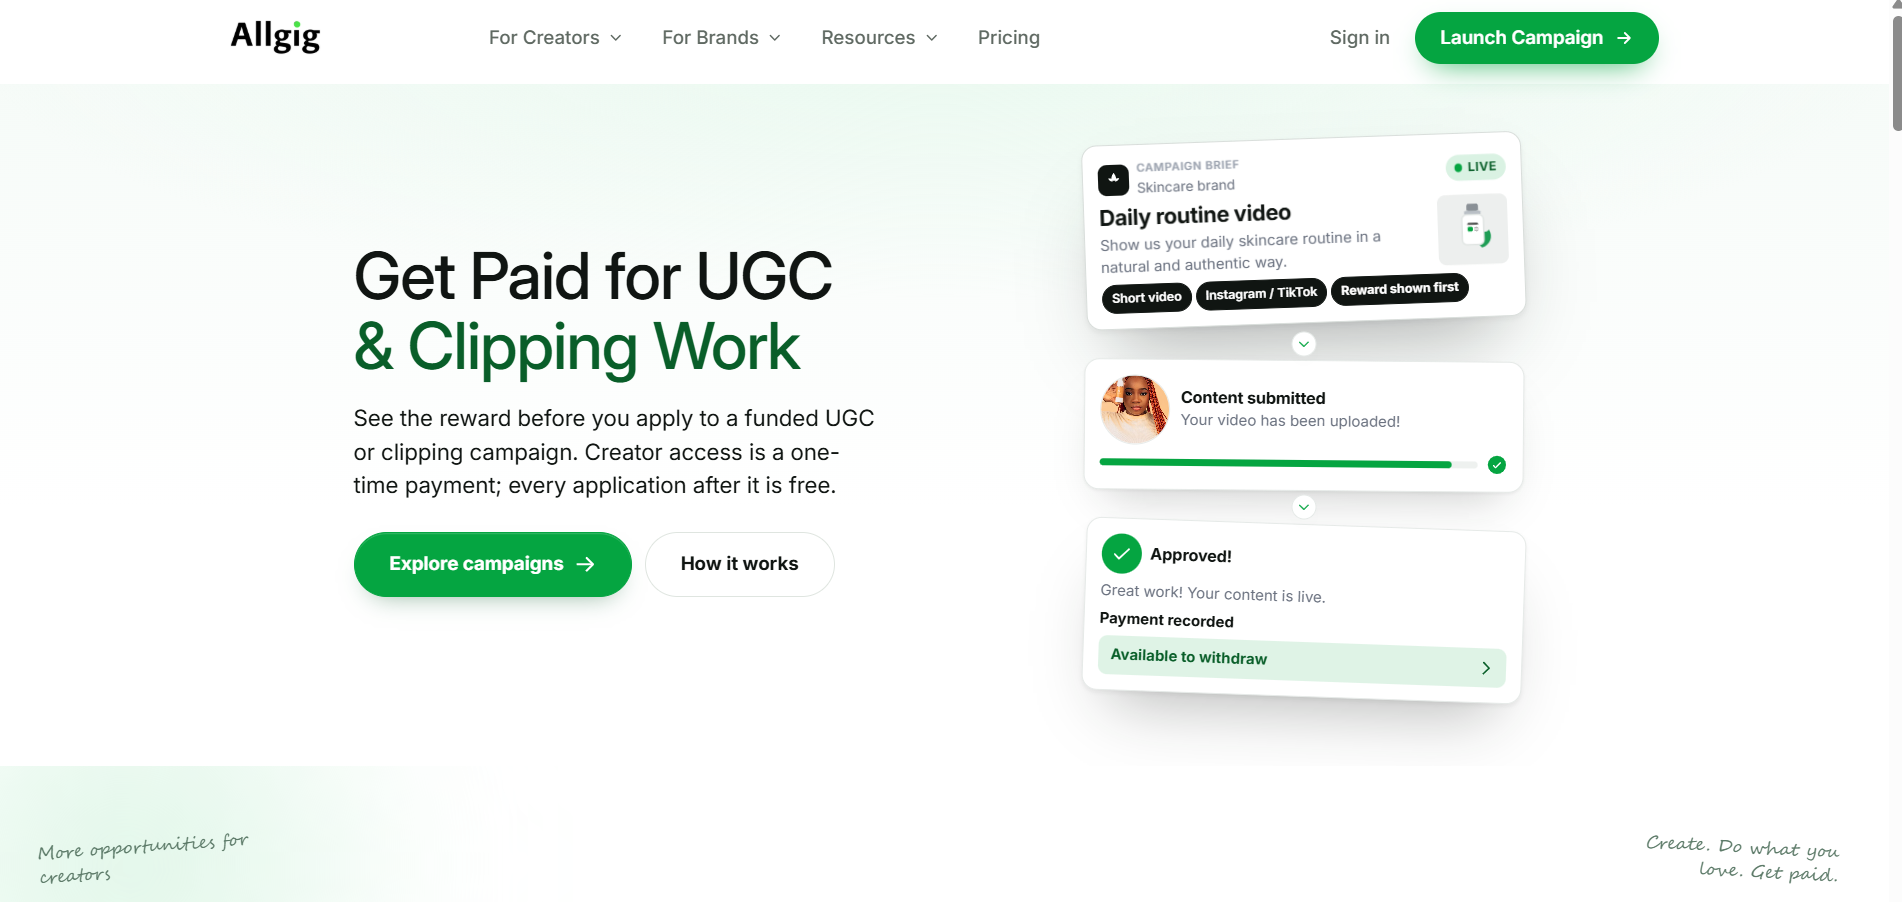 Allgig
For Creators
For Brands
Resources
Pricing
Sign in
Launch Campaign
Get Paid for UGC
& Clipping Work
See the reward before you apply to a funded UGC
or clipping campaign. Creator access is a one-
time payment; every application after it is free.
Explore campaigns
How it works
CAMPAIGN BRIEF
Skincare brand
LIVE
Daily routine video
Show us your daily skincare routine in a
natural and authentic way.
Short video
Instagram / TikTok
Reward shown first
Content submitted
Your video has been uploaded!
Approved!
Great work! Your content is live.
Payment recorded
Available to withdraw
More opportunities for
creators
Create. Do what you
love. Get paid.